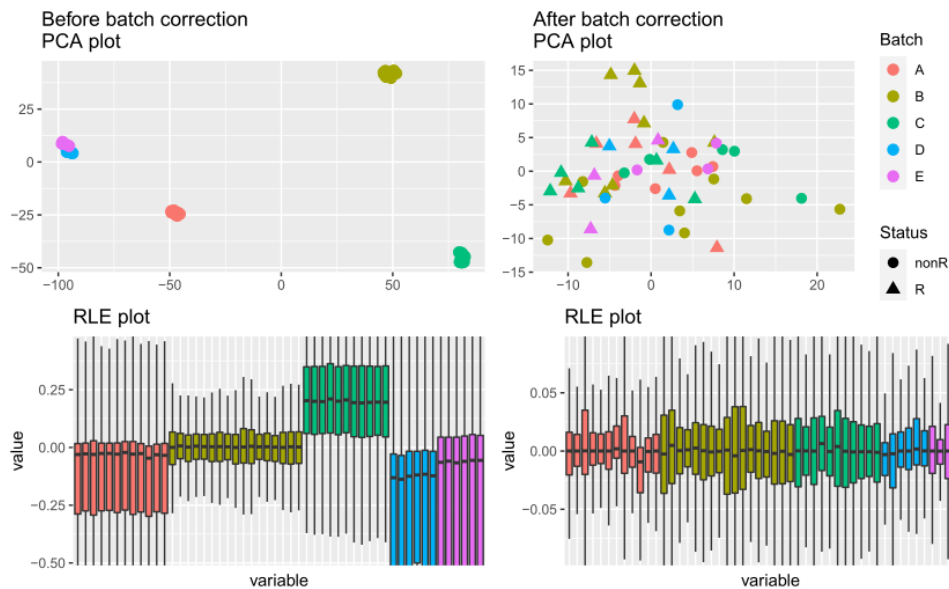 Before batch correction
PCA plot
25
0
−25
−50
−100
−50
0
50
After batch correction
PCA plot
15
10
5
0
−5
−10
−15
−10
0
10
20
Batch
A
B
C
D
E
Status
nonR
R
RLE plot
value
0.25
0.00
−0.25
−0.50
variable
RLE plot
value
0.05
0.00
−0.05
variable